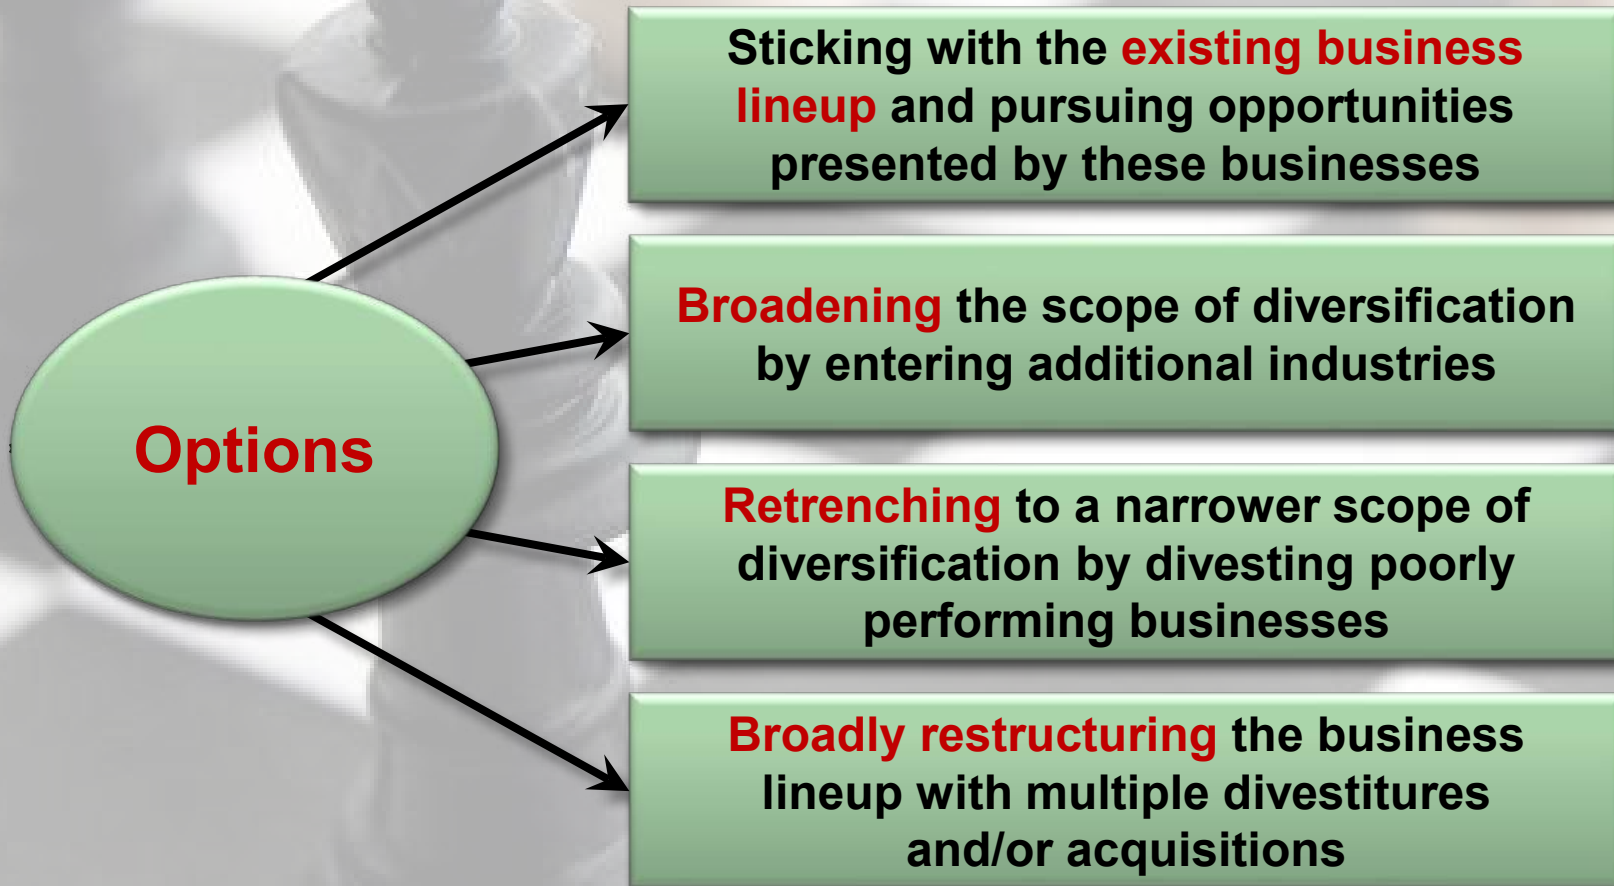 Options
Sticking with the existing business
lineup and pursuing opportunities
presented by these businesses
Broadening the scope of diversification
by entering additional industries
Retrenching to a narrower scope of
diversification by divesting poorly
performing businesses
Broadly restructuring the business
lineup with multiple divestitures
and/or acquisitions